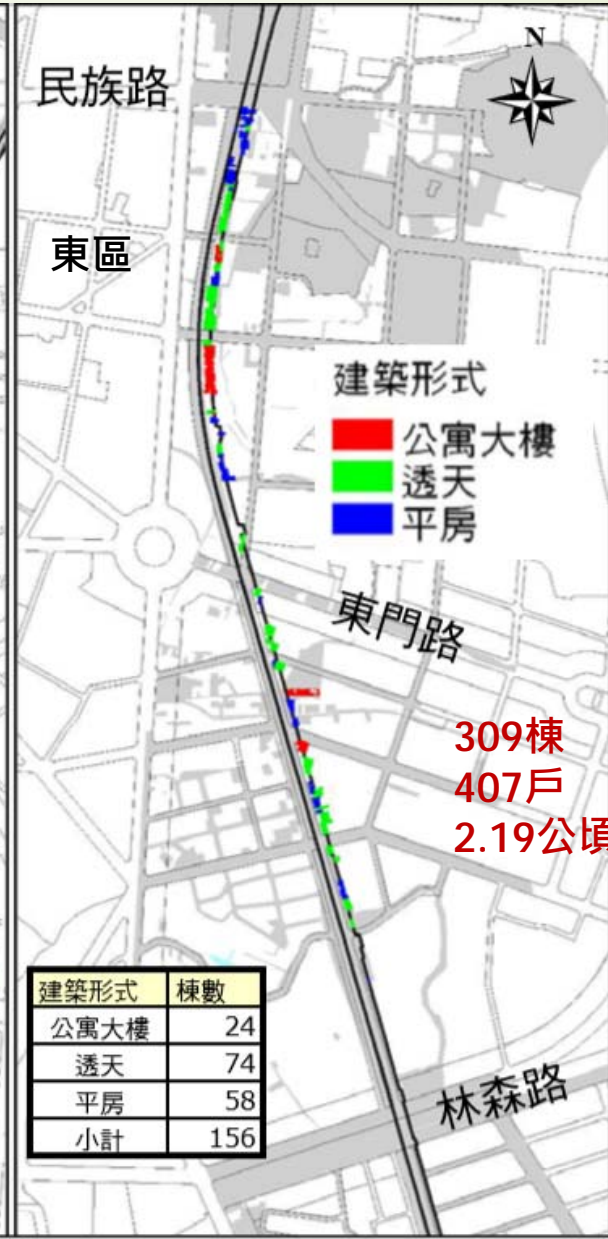 N
民族路
東區
建築形式
公寓大樓
透天
平房
東門路
309棟
407戶
2.19公頃
建築形式 棟數
公寓大樓 24
透天 74
平房 58
小計 156
林森路